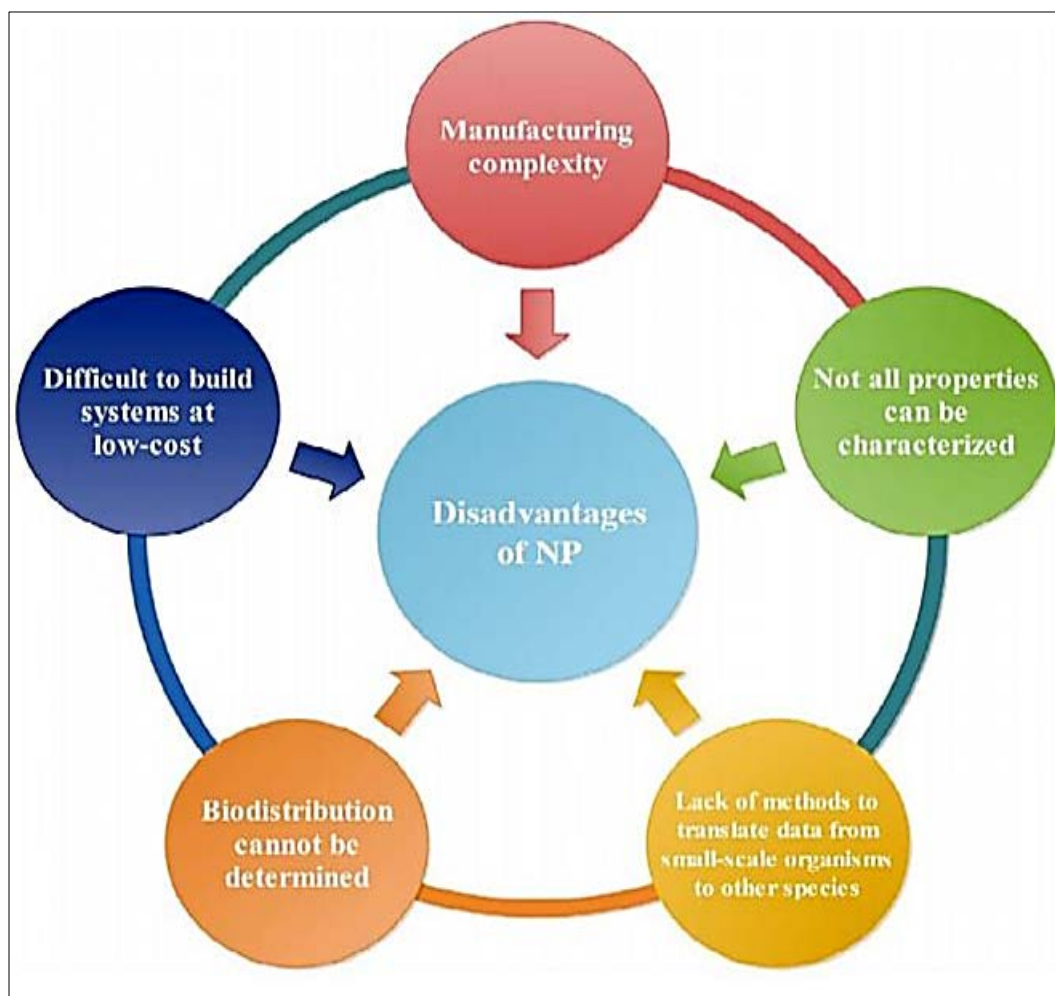 Manufacturing
complexity
Difficult to build
systems at
low-cost
Not all properties
can be
characterized
Disadvantages
of NP
Biodistribution
cannot be
determined
Lack of methods to
translate data from
small-scale organisms
to other species